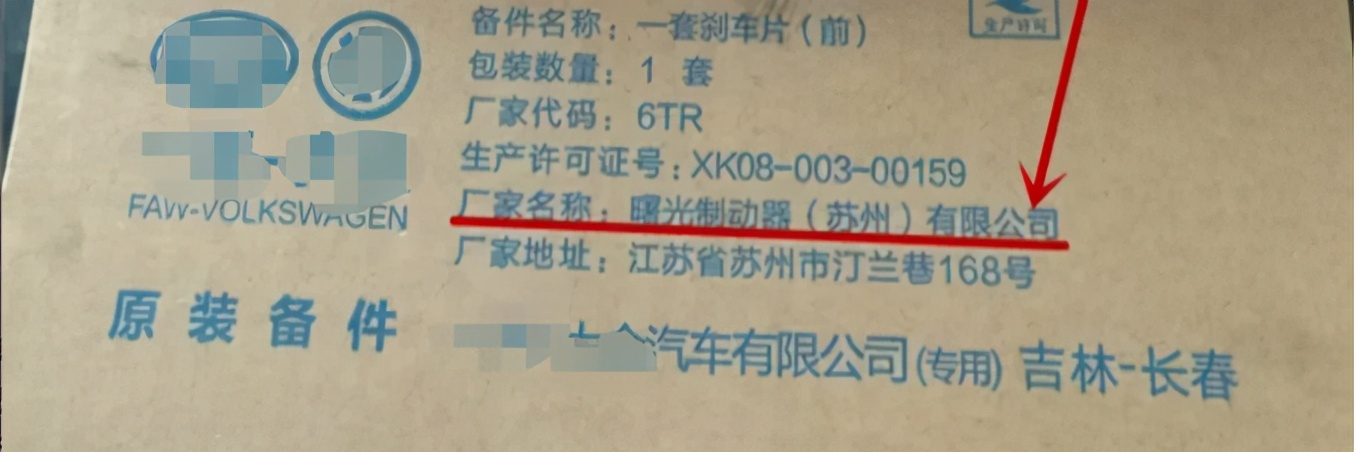 备件名称：一套刹车片（前）
生产许可
包装数量：1 套
厂家代码：6TR
生产许可证号：XK08-003-00159
FAW-VOLKSWAGEN
厂家名称：曙光制动器（苏州）有限公司
厂家地址：江苏省苏州市汀兰巷168号
原装备件
汽车有限公司(专用) 吉林-长春